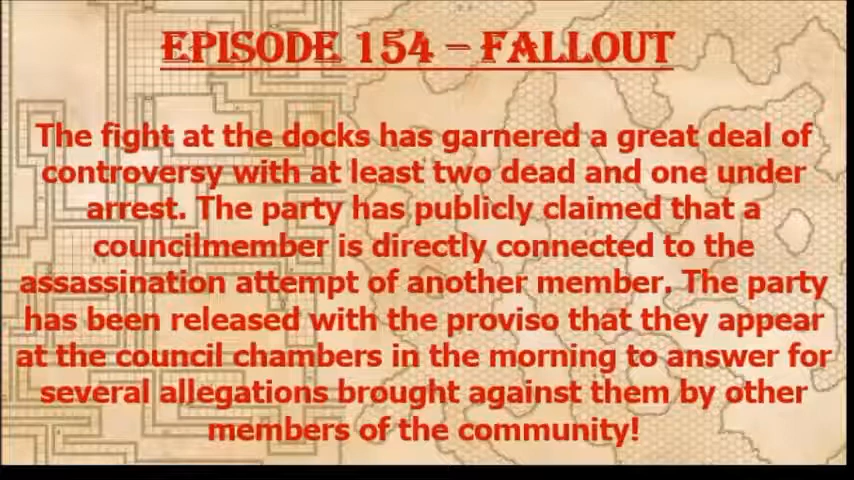 EPISODE 154 – FALLOUT
The fight at the docks has garnered a great deal of
controversy with at least two dead and one under
arrest. The party has publicly claimed that a
councilmember is directly connected to the
assassination attempt of another member. The party
has been released with the proviso that they appear
at the council chambers in the morning to answer for
several allegations brought against them by other
members of the community!